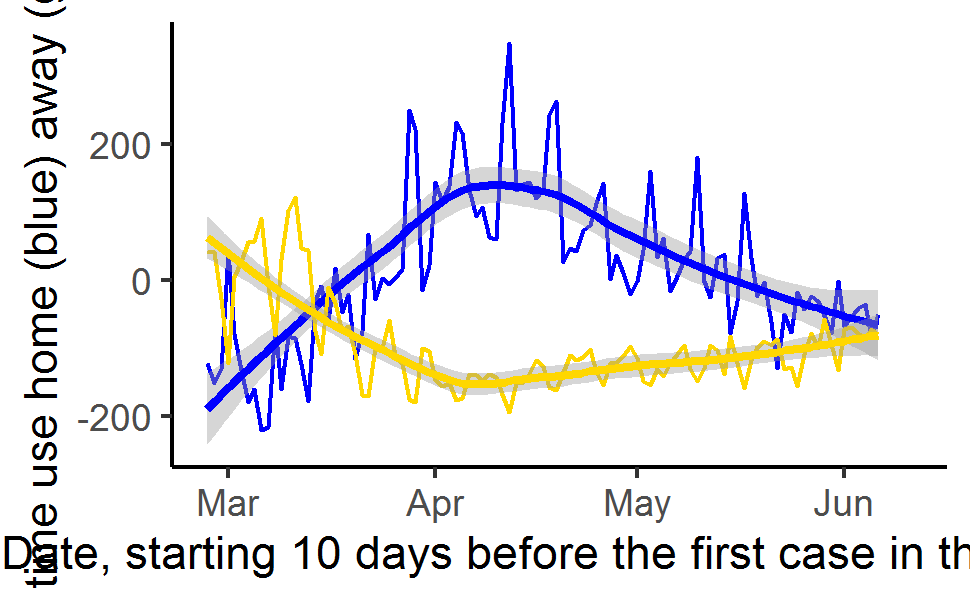 time use home (blue) away (
200
0
-200
Mar Apr May Jun
Date, starting 10 days before the first case in th